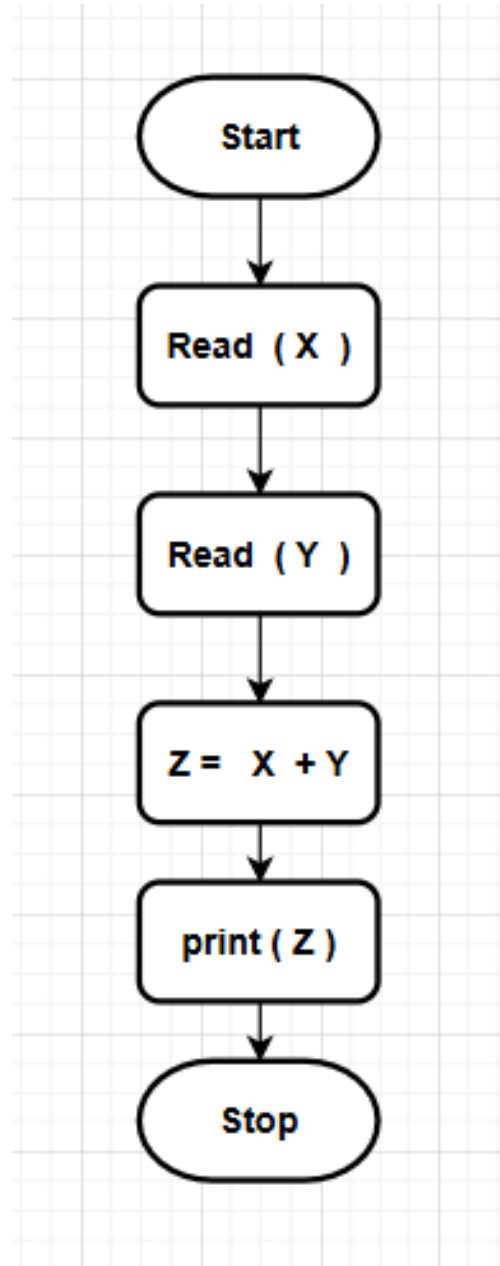 Start
Read ( X )
Read ( Y )
Z = X + Y
print ( Z )
Stop